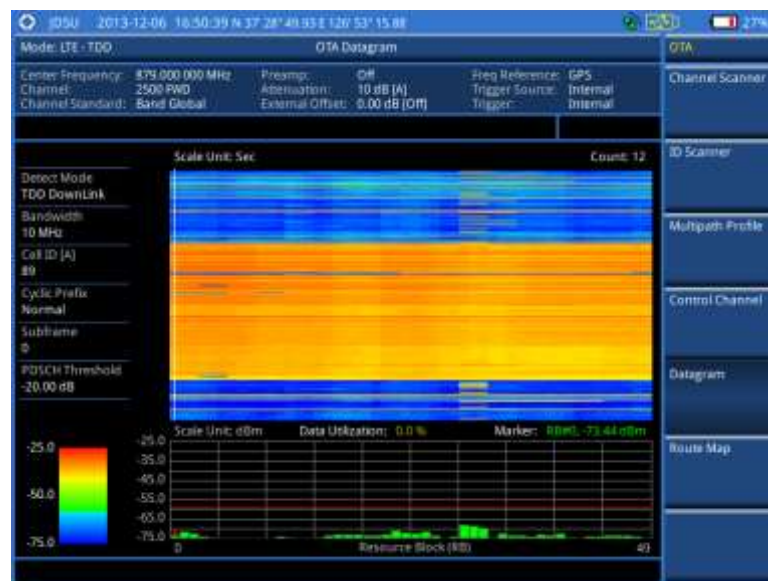 JDSU 2013-12-06 16:50:39 N 37° 28' 49.93 E 126° 53' 15.88 27%
Mode: LTE - TDD OTA Datagram OTA
Center Frequency: 879.000 000 MHz Preamp: Off Freq Reference: GPS
Channel: 2500 FWD Attenuation: 10 dB [A] Trigger Source: Internal
Channel Standard: Band Global External Offset: 0.00 dB [Off] Trigger: Internal
Channel Scanner
Scale Unit: Sec Count: 12
ID Scanner
Detect Mode
TDD DownLink
Bandwidth
10 MHz
Multipath Profile
Cell ID [A]
89
Cyclic Prefix
Normal
Control Channel
Subframe
0
PDSCH Threshold
-20.00 dB
Datagram
Scale Unit: dBm Data Utilization: 0.0 % Marker: RB#0, -73.44 dBm
Route Map
-25.0
-50.0
-75.0
-25.0
-35.0
-45.0
-55.0
-65.0
-75.0
0 Resource Block (RB) 49